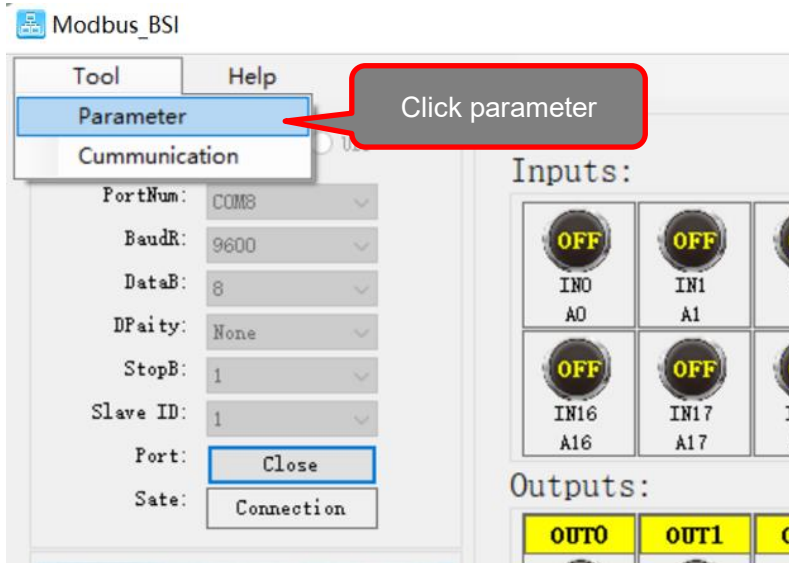 Modbus_BSI
Tool Help
Parameter
Cummunication
Click parameter
PortNum: COM8
BaudR: 9600
DataB: 8
DPaity: None
StopB: 1
Slave ID: 1
Port: Close
Sate: Connection
Inputs:
OFF OFF
IN0 IN1
A0 A1
OFF OFF
IN16 IN17
A16 A17
Outputs:
OUT0 OUT1